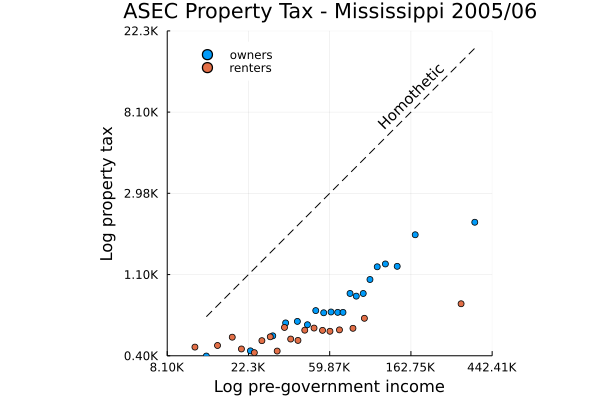 ASEC Property Tax - Mississippi 2005/06
22.3K
owners
renters
Homothetic
8.10K
2.98K
1.10K
0.40K
Log property tax
8.10K 22.3K 59.87K 162.75K 442.41K
Log pre-government income